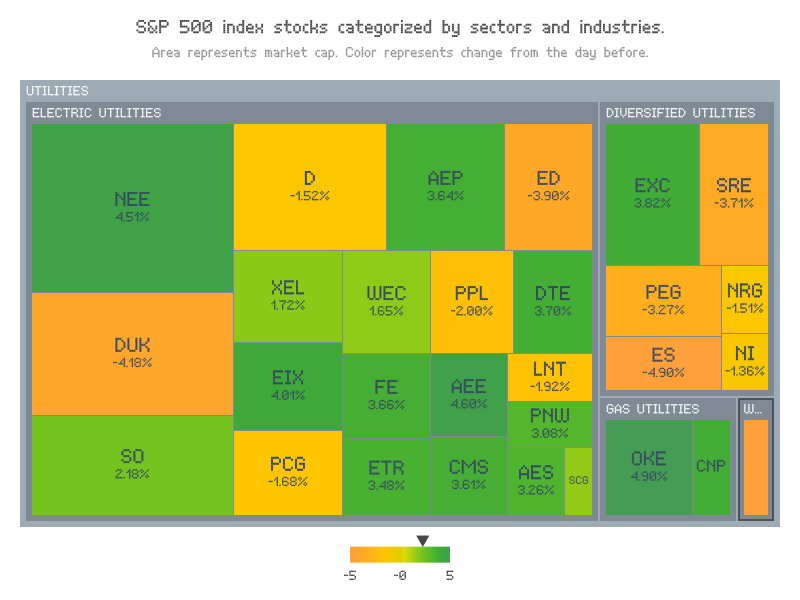 S&P 500 index stocks categorized by sectors and industries.
Area represents market cap. Color represents change from the day before.
UTILITIES
ELECTRIC UTILITIES
NEE
4.51%
DUK
-4.18%
SO
2.18%
D
-1.52%
AEP
3.64%
ED
-3.90%
XEL
1.72%
EIX
4.01%
PCG
-1.68%
WEC
1.65%
PPL
-2.00%
DTE
3.70%
FE
3.66%
AEE
4.60%
LNT
-1.92%
PNW
3.08%
ETR
3.48%
CMS
3.61%
AES
3.26%
SCG
DIVERSIFIED UTILITIES
EXC
3.82%
SRE
-3.71%
PEG
-3.27%
NRG
-1.51%
ES
-4.90%
NI
-1.36%
GAS UTILITIES
OKE
4.90%
CNP
W...
-5
-0
5